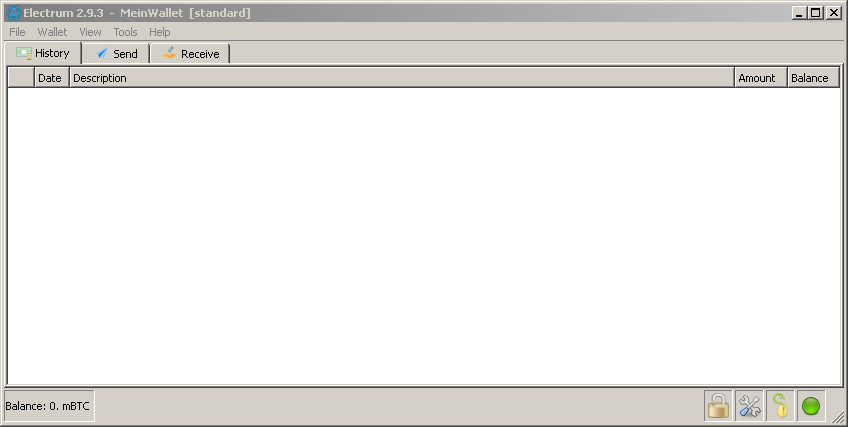 Electrum 2.9.3 - MeinWallet [standard]
File Wallet View Tools Help
History Send Receive
Date Description Amount Balance
Balance: 0. mBTC